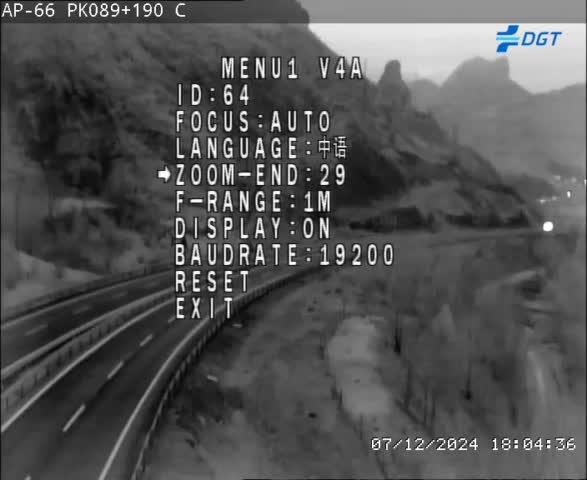 AP-66 PK089+190 C
DGT
MENU1 V4A
ID:64
FOCUS:AUTO
LANGUAGE:中语
ZOOM-END:29
F-RANGE:1M
DISPLAY:ON
BAUDRATE:19200
RESET
EXIT
07/12/2024 18:04:36